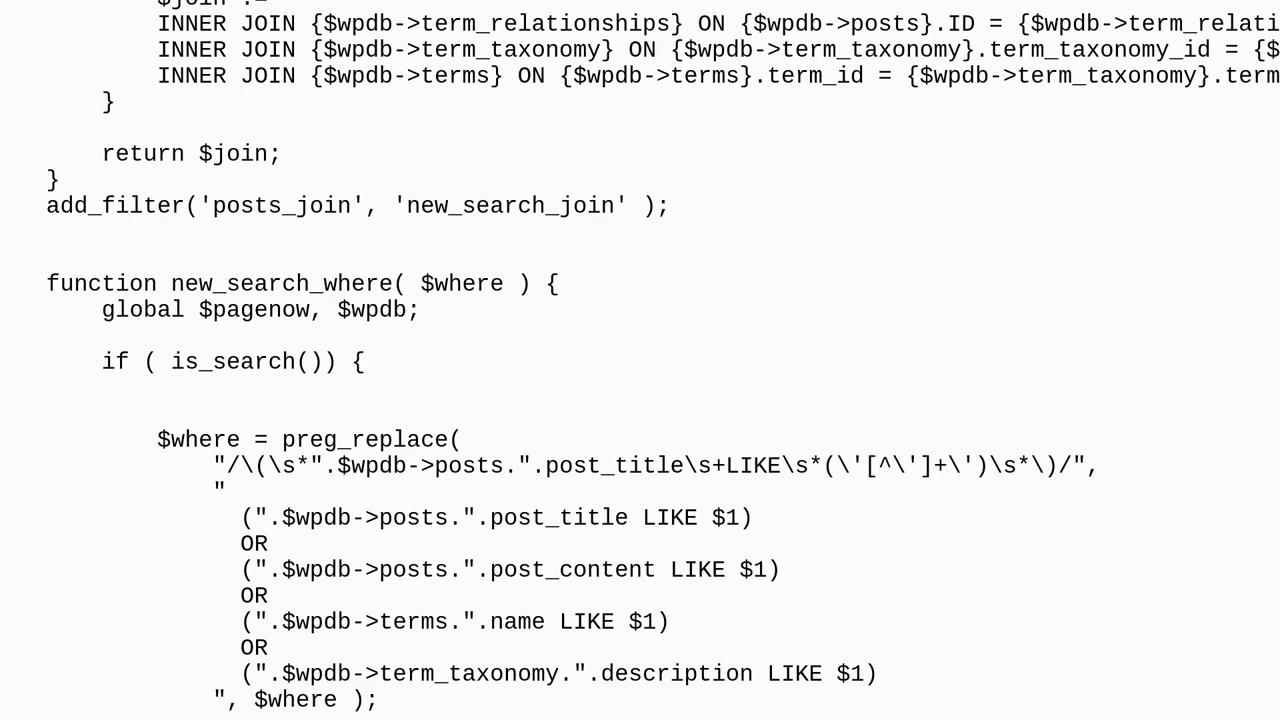 $join .=
INNER JOIN {$wpdb->term_relationships} ON {$wpdb->posts}.ID = {$wpdb->term_relati
INNER JOIN {$wpdb->term_taxonomy} ON {$wpdb->term_taxonomy}.term_taxonomy_id = {$
INNER JOIN {$wpdb->terms} ON {$wpdb->terms}.term_id = {$wpdb->term_taxonomy}.term
}
return $join;
}
add_filter('posts_join', 'new_search_join' );
function new_search_where( $where ) {
global $pagenow, $wpdb;
if ( is_search()) {
$where = preg_replace(
"/\(\s*".$wpdb->posts.".post_title\s+LIKE\s*(\'[^\']+\')\s*\)/",
"
(".$wpdb->posts.".post_title LIKE $1)
OR
(".$wpdb->posts.".post_content LIKE $1)
OR
(".$wpdb->terms.".name LIKE $1)
OR
(".$wpdb->term_taxonomy.".description LIKE $1)
", $where );